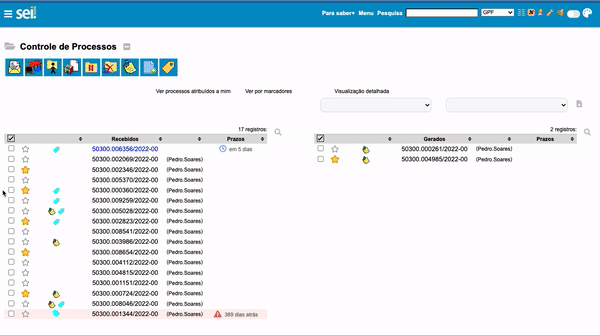 sei!
Para saber+ Menu Pesquisa GPF
Controle de Processos
Ver processos atribuídos a mim Ver por marcadores Visualização detalhada
17 registros: 2 registros:
Recebidos Prazos Gerados Prazos
50300.006356/2022-00 em 5 dias 50300.000261/2022-00 (Pedro.Soares)
50300.002069/2022-00 (Pedro.Soares) 50300.004985/2022-00 (Pedro.Soares)
50300.002346/2022-00 (Pedro.Soares)
50300.005370/2022-00 (Pedro.Soares)
50300.000360/2022-00 (Pedro.Soares)
50300.009259/2022-00 (Pedro.Soares)
50300.005028/2022-00 (Pedro.Soares)
50300.002823/2022-00 (Pedro.Soares)
50300.008541/2022-00 (Pedro.Soares)
50300.003986/2022-00 (Pedro.Soares)
50300.008654/2022-00 (Pedro.Soares)
50300.004112/2022-00 (Pedro.Soares)
50300.004815/2022-00 (Pedro.Soares)
50300.001151/2022-00 (Pedro.Soares)
50300.000724/2022-00 (Pedro.Soares)
50300.008046/2022-00 (Pedro.Soares)
50300.001344/2022-00 (Pedro.Soares) 389 dias atrás